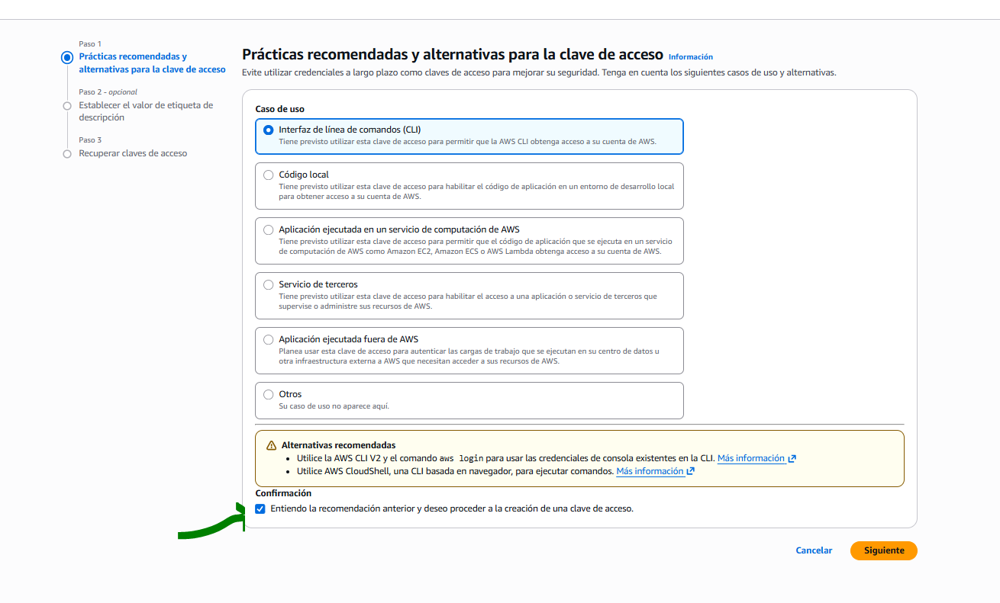 Paso 1
Prácticas recomendadas y
alternativas para la clave de acceso
Paso 2 - opcional
Establecer el valor de etiqueta de
descripción
Paso 3
Recuperar claves de acceso
Prácticas recomendadas y alternativas para la clave de acceso Información
Evite utilizar credenciales a largo plazo como claves de acceso para mejorar su seguridad. Tenga en cuenta los siguientes casos de uso y alternativas.
Caso de uso
Interfaz de línea de comandos (CLI)
Tiene previsto utilizar esta clave de acceso para permitir que la AWS CLI obtenga acceso a su cuenta de AWS.
Código local
Tiene previsto utilizar esta clave de acceso para habilitar el código de aplicación en un entorno de desarrollo local
para obtener acceso a su cuenta de AWS.
Aplicación ejecutada en un servicio de computación de AWS
Tiene previsto utilizar esta clave de acceso para permitir que el código de aplicación que se ejecuta en un servicio
de computación de AWS como Amazon EC2, Amazon ECS o AWS Lambda obtenga acceso a su cuenta de AWS.
Servicio de terceros
Tiene previsto utilizar esta clave de acceso para habilitar el acceso a una aplicación o servicio de terceros que
supervise o administre sus recursos de AWS.
Aplicación ejecutada fuera de AWS
Planea usar esta clave de acceso para autenticar las cargas de trabajo que se ejecutan en su centro de datos u
otra infraestructura externa a AWS que necesitan acceder a sus recursos de AWS.
Otros
Su caso de uso no aparece aquí.
Alternativas recomendadas
Utilice la AWS CLI V2 y el comando aws login para usar las credenciales de consola existentes en la CLI. Más información
Utilice AWS CloudShell, una CLI basada en navegador, para ejecutar comandos. Más información
Confirmación
Entiendo la recomendación anterior y deseo proceder a la creación de una clave de acceso.
Cancelar
Siguiente